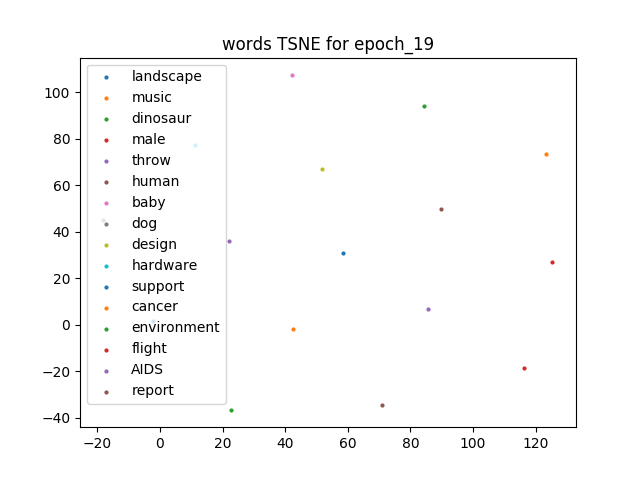 words TSNE for epoch_19
landscape
music
dinosaur
male
throw
human
baby
dog
design
hardware
support
cancer
environment
flight
AIDS
report
100
80
60
40
20
0
−20
−40
−20 0 20 40 60 80 100 120